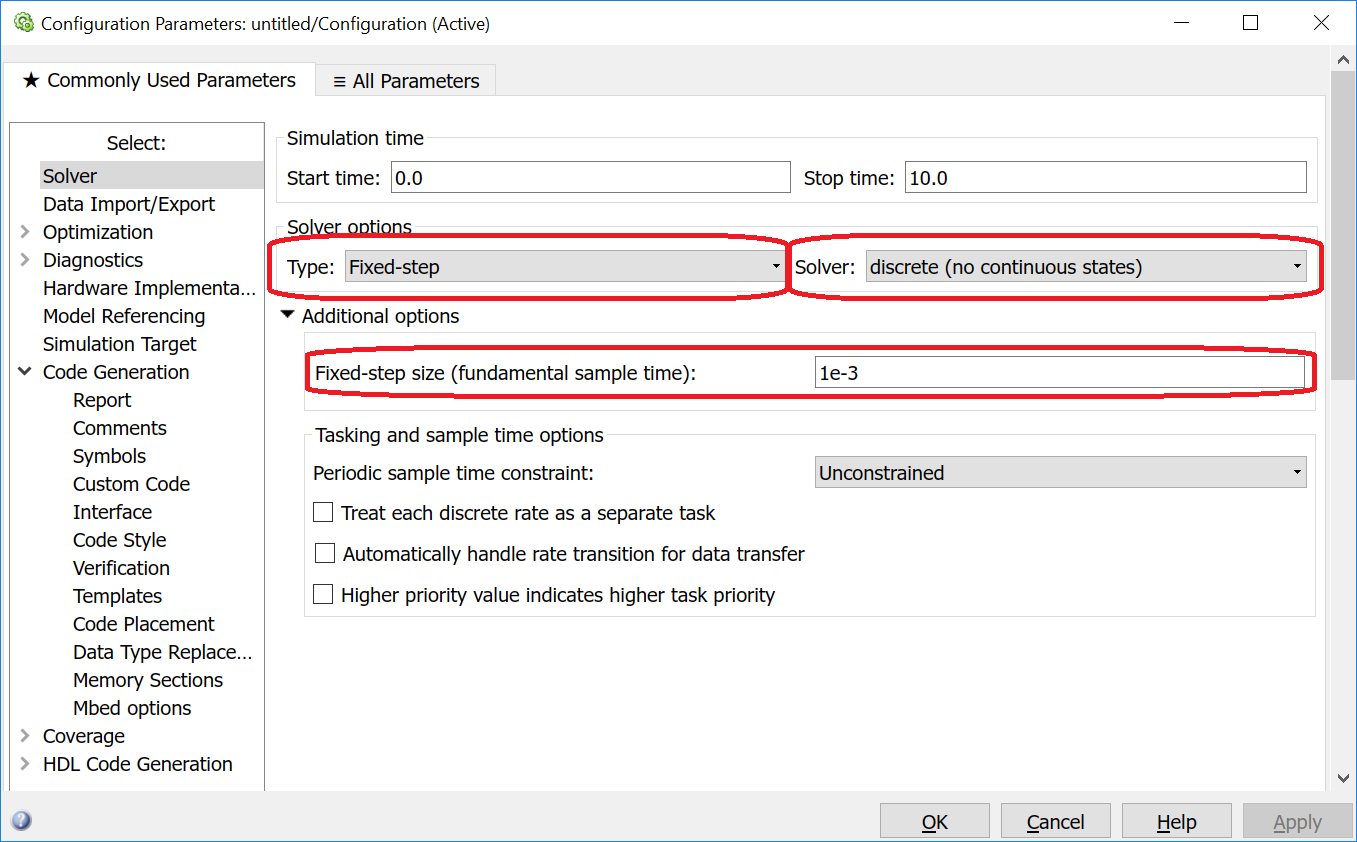 Configuration Parameters: untitled/Configuration (Active)
★ Commonly Used Parameters
≡ All Parameters
Select:
Solver
Data Import/Export
Optimization
Diagnostics
Hardware Implementa...
Model Referencing
Simulation Target
Code Generation
Report
Comments
Symbols
Custom Code
Interface
Code Style
Verification
Templates
Code Placement
Data Type Replace...
Memory Sections
Mbed options
Coverage
HDL Code Generation
Simulation time
Start time: 0.0 Stop time: 10.0
Solver options
Type: Fixed-step Solver: discrete (no continuous states)
Additional options
Fixed-step size (fundamental sample time): 1e-3
Tasking and sample time options
Periodic sample time constraint: Unconstrained
Treat each discrete rate as a separate task
Automatically handle rate transition for data transfer
Higher priority value indicates higher task priority
?
OK Cancel Help Apply